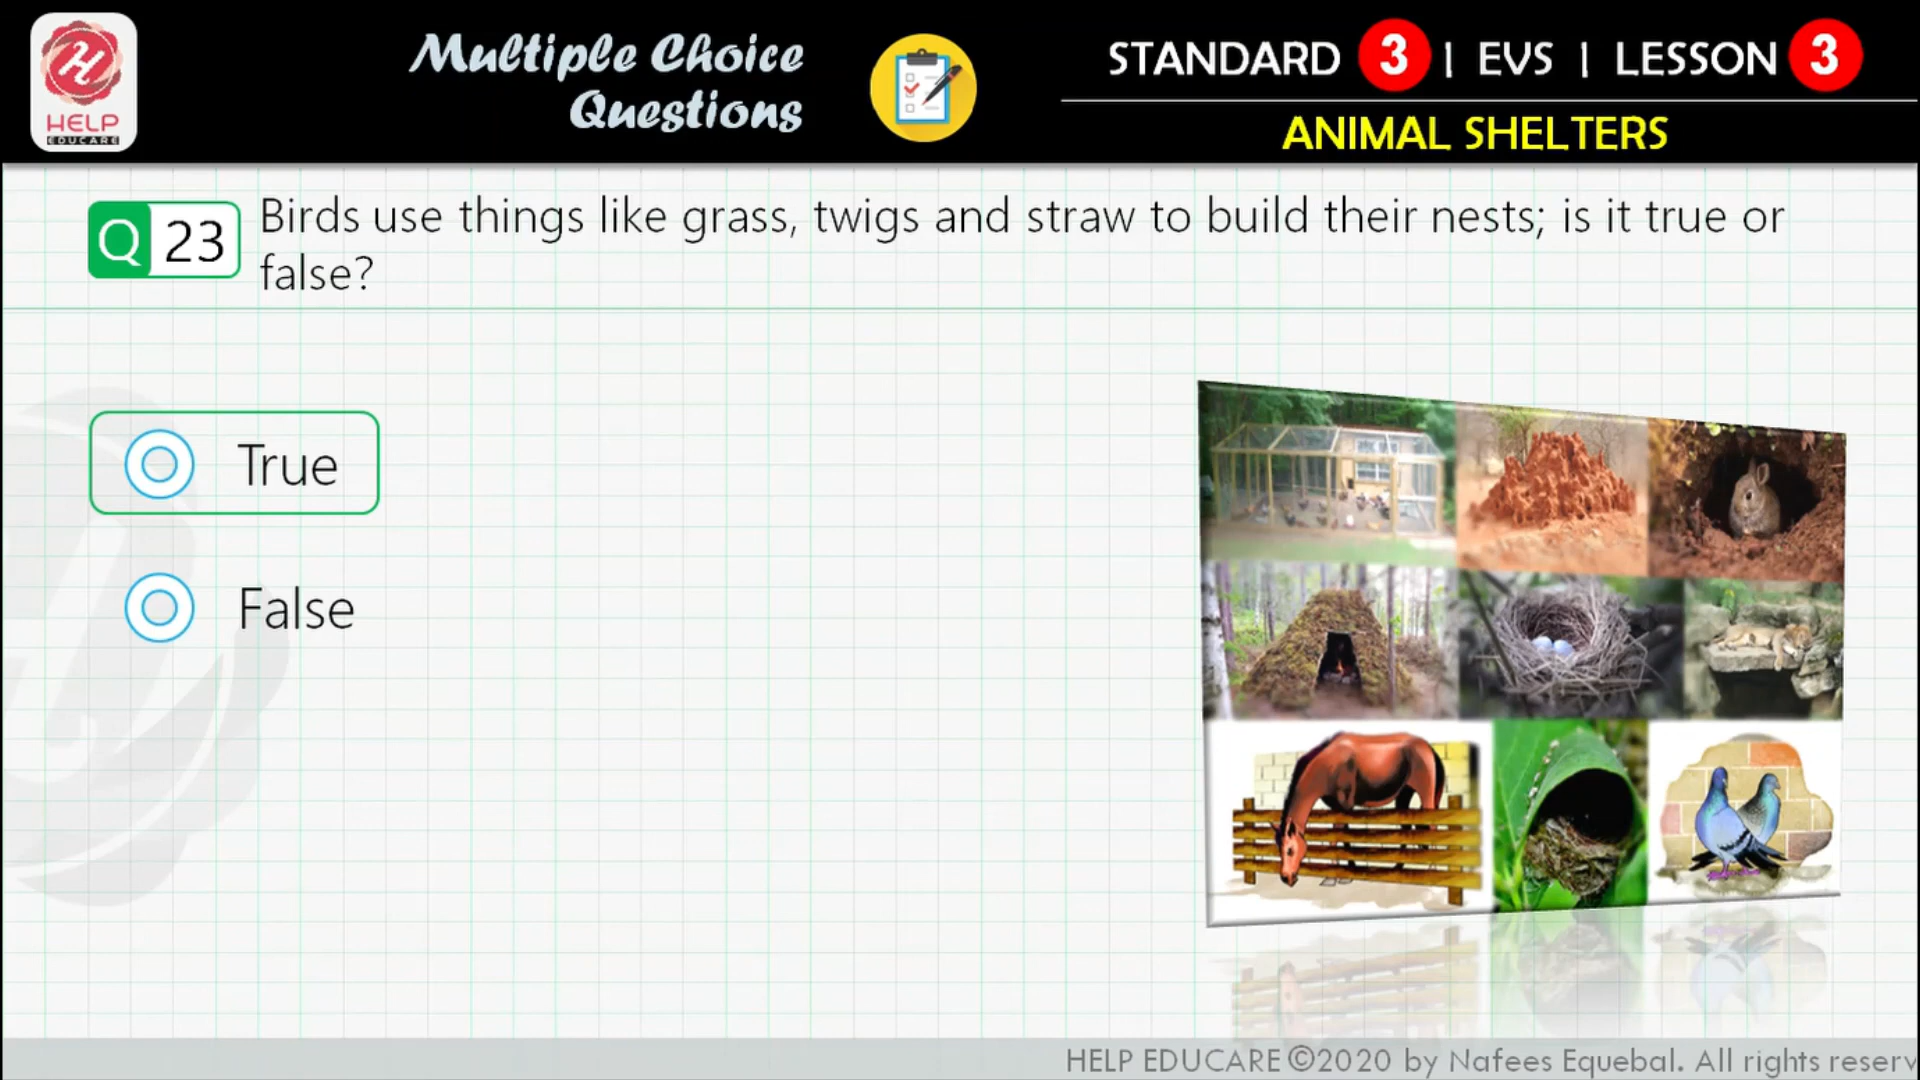 HELP
EDUCARE
Multiple Choice
Questions
STANDARD 3 | EVS | LESSON 3
ANIMAL SHELTERS
Q 23
Birds use things like grass, twigs and straw to build their nests; is it true or
false?
True
False
HELP EDUCARE©2020 by Nafees Equebal. All rights reserv